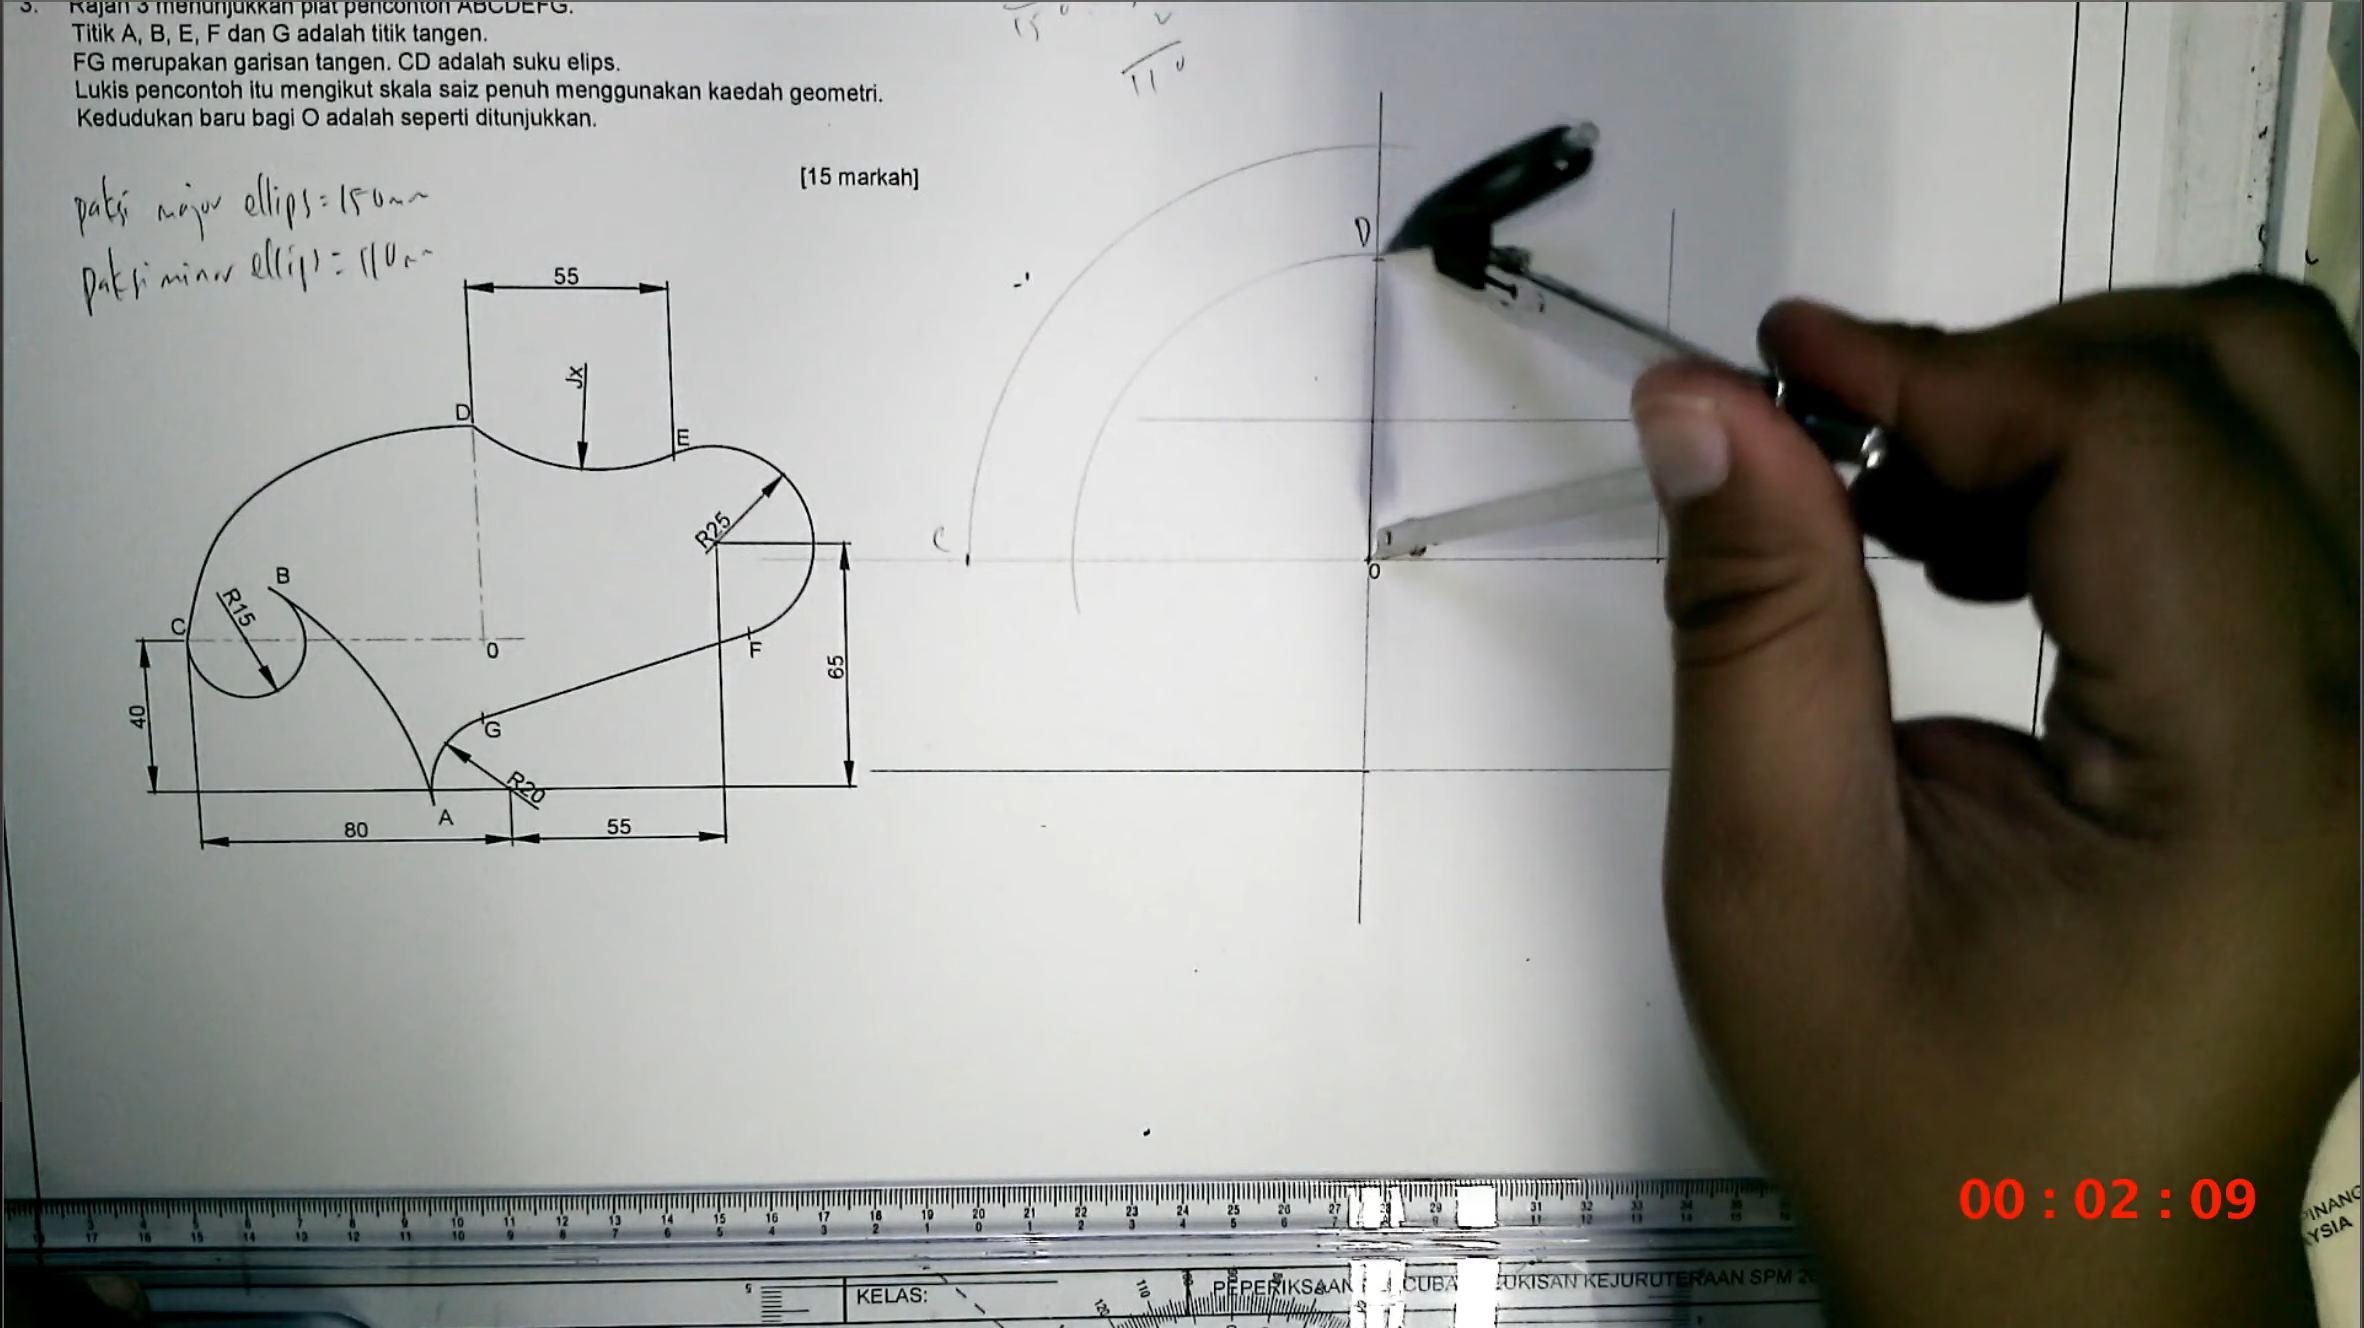 3. Rajah 3 menunjukkan plat pencontoh ABCDEFG.
Titik A, B, E, F dan G adalah titik tangen.
FG merupakan garisan tangen. CD adalah suku elips.
Lukis pencontoh itu mengikut skala saiz penuh menggunakan kaedah geometri.
Kedudukan baru bagi O adalah seperti ditunjukkan.
[15 markah]
paksi major ellips = 150mm
paksi minor ellips = 110mm
110
55
Jx
D
E
R25
B
R15
C
O
F
65
40
G
R20
A
80
55
D
C
O
00 : 02 : 09
KELAS:
PEPERIKSAAN
CUBA
LUKISAN KEJURUTERAAN SPM